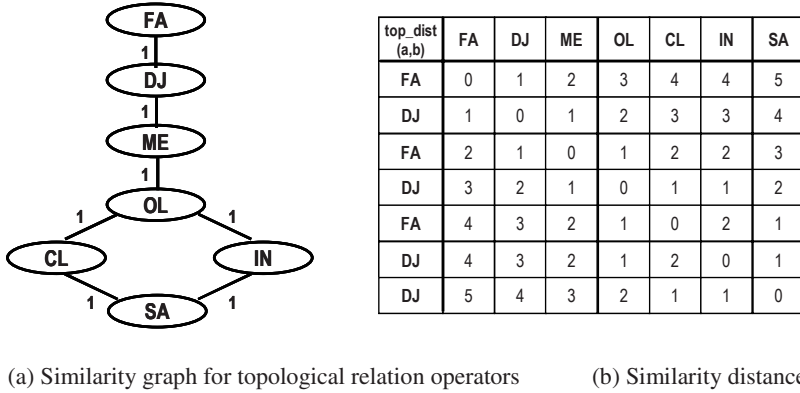 FA
1
DJ
1
ME
1
OL
1 1
CL IN
1 1
SA
top_dist (a,b) FA DJ ME OL CL IN SA
FA 0 1 2 3 4 4 5
DJ 1 0 1 2 3 3 4
FA 2 1 0 1 2 2 3
DJ 3 2 1 0 1 1 2
FA 4 3 2 1 0 2 1
DJ 4 3 2 1 2 0 1
DJ 5 4 3 2 1 1 0
(a) Similarity graph for topological relation operators
(b) Similarity distance